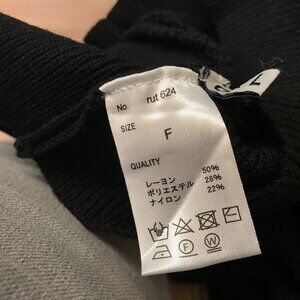 No. rut 624
SIZE F
QUALITY
レーヨン 50%
ポリエステル 28%
ナイロン 22%
F W
L